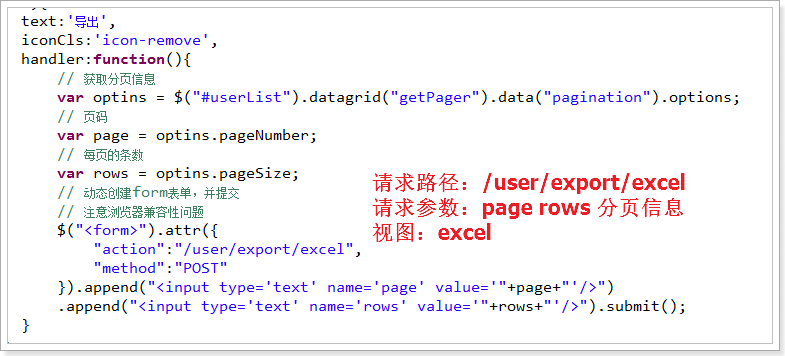 text:'导出',
iconCls:'icon-remove',
handler:function(){
// 获取分页信息
var optins = $("#userList").datagrid("getPager").data("pagination").options;
// 页码
var page = optins.pageNumber;
// 每页的条数
var rows = optins.pageSize;
// 动态创建form表单，并提交
// 注意浏览器兼容性问题
$("<form>").attr({
"action":"/user/export/excel",
"method":"POST"
}).append("<input type='text' name='page' value='"+page+"'/>")
.append("<input type='text' name='rows' value='"+rows+"'/>").submit();
}
请求路径：/user/export/excel
请求参数：page rows 分页信息
视图：excel